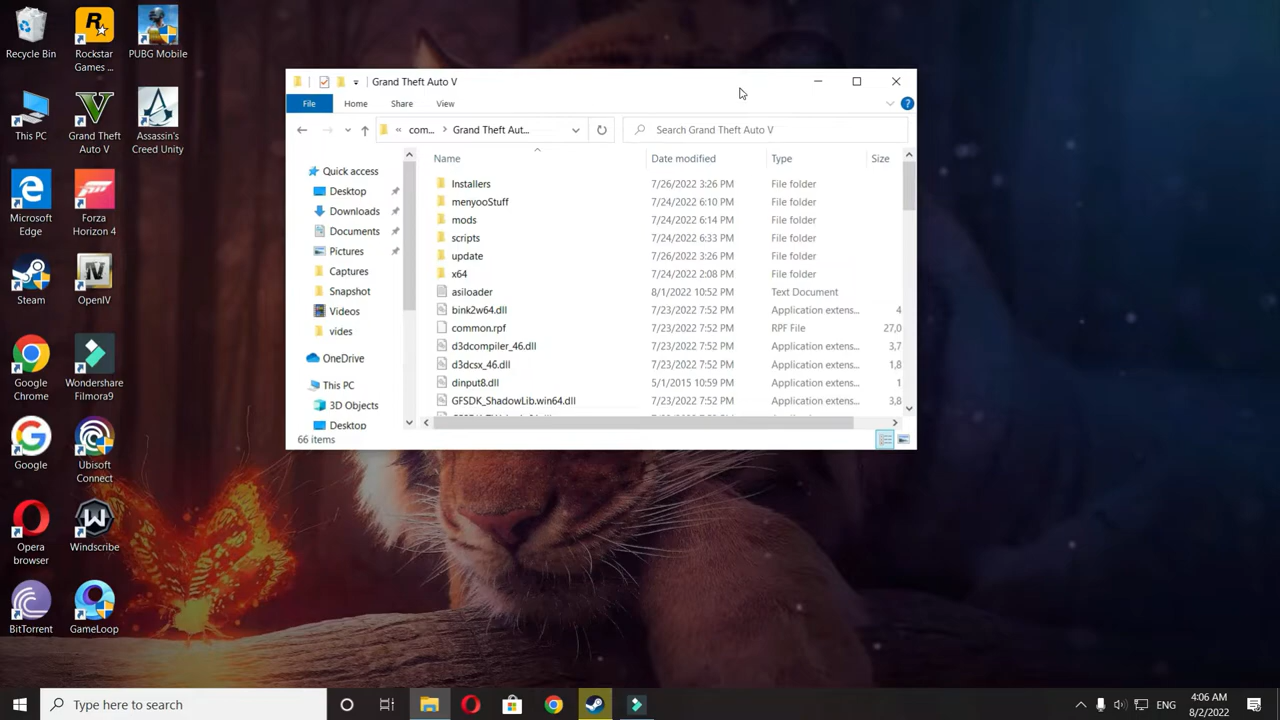 Recycle Bin
Rockstar
Games ...
PUBG Mobile
This PC
Grand Theft
Auto V
Assassin's
Creed Unity
Microsoft
Edge
Forza
Horizon 4
Steam
OpenIV
Google
Chrome
Wondershare
Filmora9
Google
Ubisoft
Connect
Opera
browser
Windscribe
BitTorrent
GameLoop
Grand Theft Auto V
File Home Share View
« com... > Grand Theft Aut...
Search Grand Theft Auto V
Quick access
Desktop
Downloads
Documents
Pictures
Captures
Snapshot
Videos
vides
OneDrive
This PC
3D Objects
Desktop
Name Date modified Type Size
Installers 7/26/2022 3:26 PM File folder
menyooStuff 7/24/2022 6:10 PM File folder
mods 7/24/2022 6:14 PM File folder
scripts 7/24/2022 6:33 PM File folder
update 7/26/2022 3:26 PM File folder
x64 7/24/2022 2:08 PM File folder
asiloader 8/1/2022 10:52 PM Text Document
bink2w64.dll 7/23/2022 7:52 PM Application extens... 4
common.rpf 7/23/2022 7:52 PM RPF File 27,0
d3dcompiler_46.dll 7/23/2022 7:52 PM Application extens... 3,7
d3dcsx_46.dll 7/23/2022 7:52 PM Application extens... 1,8
dinput8.dll 5/1/2015 10:59 PM Application extens... 1
GFSDK_ShadowLib.win64.dll 7/23/2022 7:52 PM Application extens... 3,8
66 items
Type here to search
ENG
4:06 AM
8/2/2022